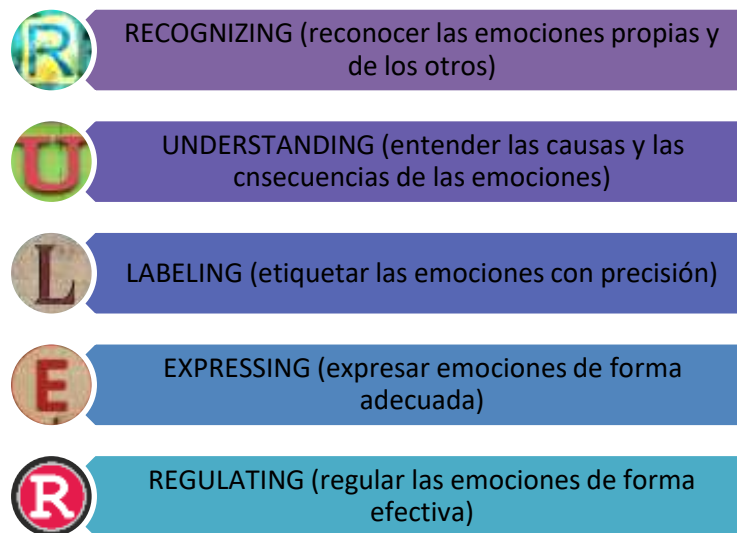 R
RECOGNIZING (reconocer las emociones propias y
de los otros)
U
UNDERSTANDING (entender las causas y las
cnsecuencias de las emociones)
L
LABELING (etiquetar las emociones con precisión)
E
EXPRESSING (expresar emociones de forma
adecuada)
R
REGULATING (regular las emociones de forma
efectiva)